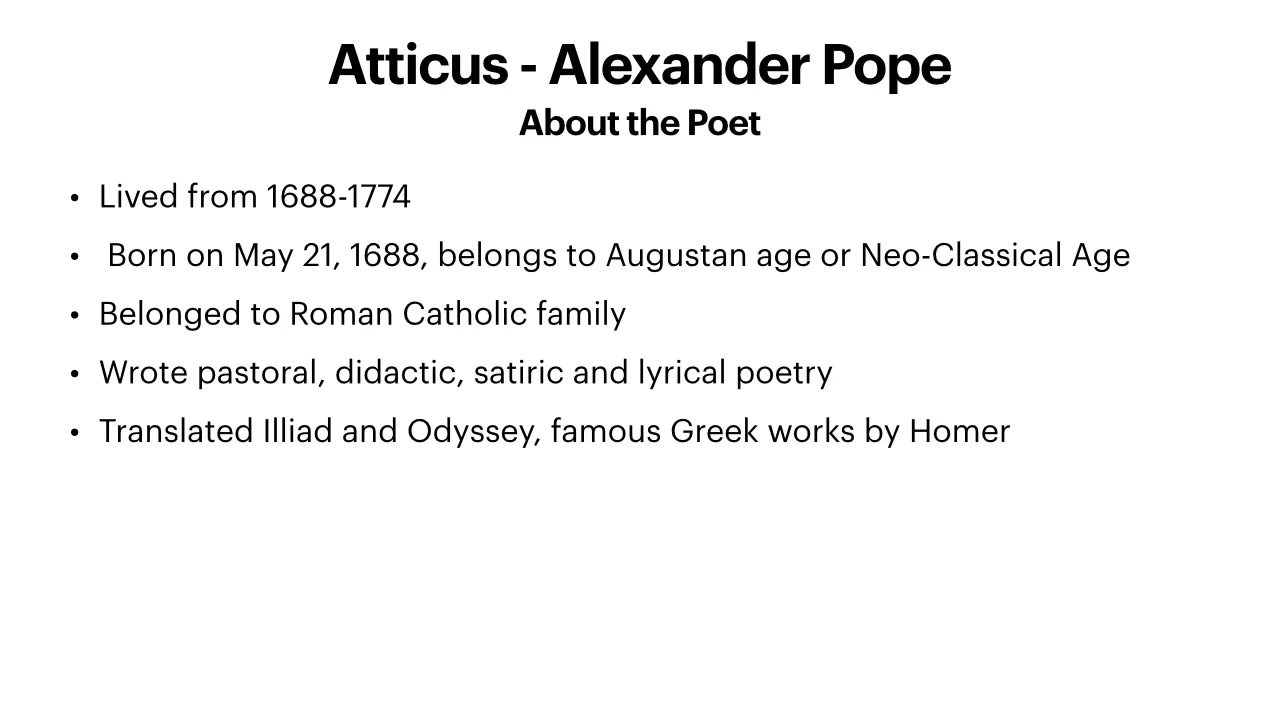 Atticus - Alexander Pope
About the Poet
• Lived from 1688-1774
• Born on May 21, 1688, belongs to Augustan age or Neo-Classical Age
• Belonged to Roman Catholic family
• Wrote pastoral, didactic, satiric and lyrical poetry
• Translated Illiad and Odyssey, famous Greek works by Homer